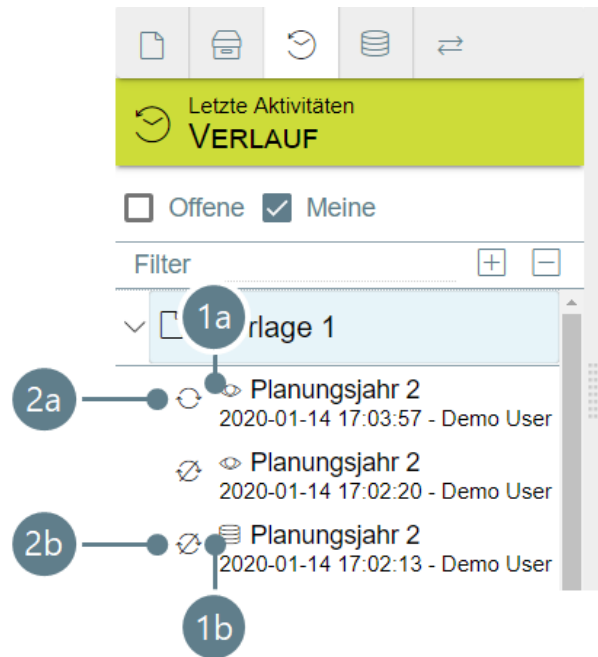 Letzte Aktivitäten
VERLAUF
Offene Meine
Filter
1a
rlage 1
2a
Planungsjahr 2
2020-01-14 17:03:57 - Demo User
Planungsjahr 2
2020-01-14 17:02:20 - Demo User
2b
Planungsjahr 2
2020-01-14 17:02:13 - Demo User
1b